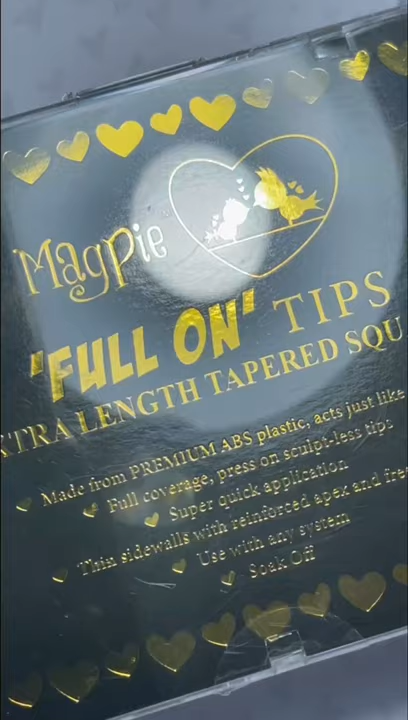 Magpie
'FULL ON' TIPS
XTRA LENGTH TAPERED SQU
Made from PREMIUM ABS plastic, acts just like
Full coverage, press on sculpt-less tips
Super quick application
Thin sidewalls with reinforced apex and free
Use with any system
Soak Off